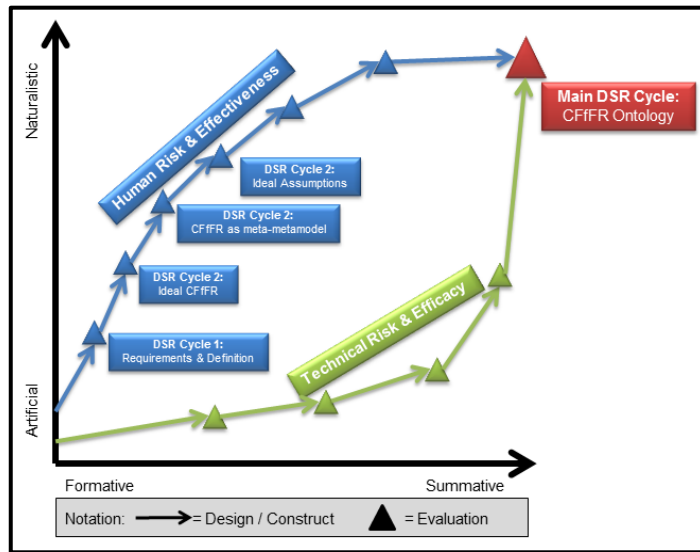 Naturalistic
Artificial
Human Risk & Effectiveness
Main DSR Cycle:
CFfFR Ontology
DSR Cycle 2:
Ideal Assumptions
DSR Cycle 2:
CFfFR as meta-metamodel
DSR Cycle 2:
Ideal CFfFR
DSR Cycle 1:
Requirements & Definition
Technical Risk & Efficacy
Formative
Summative
Notation:
= Design / Construct
= Evaluation